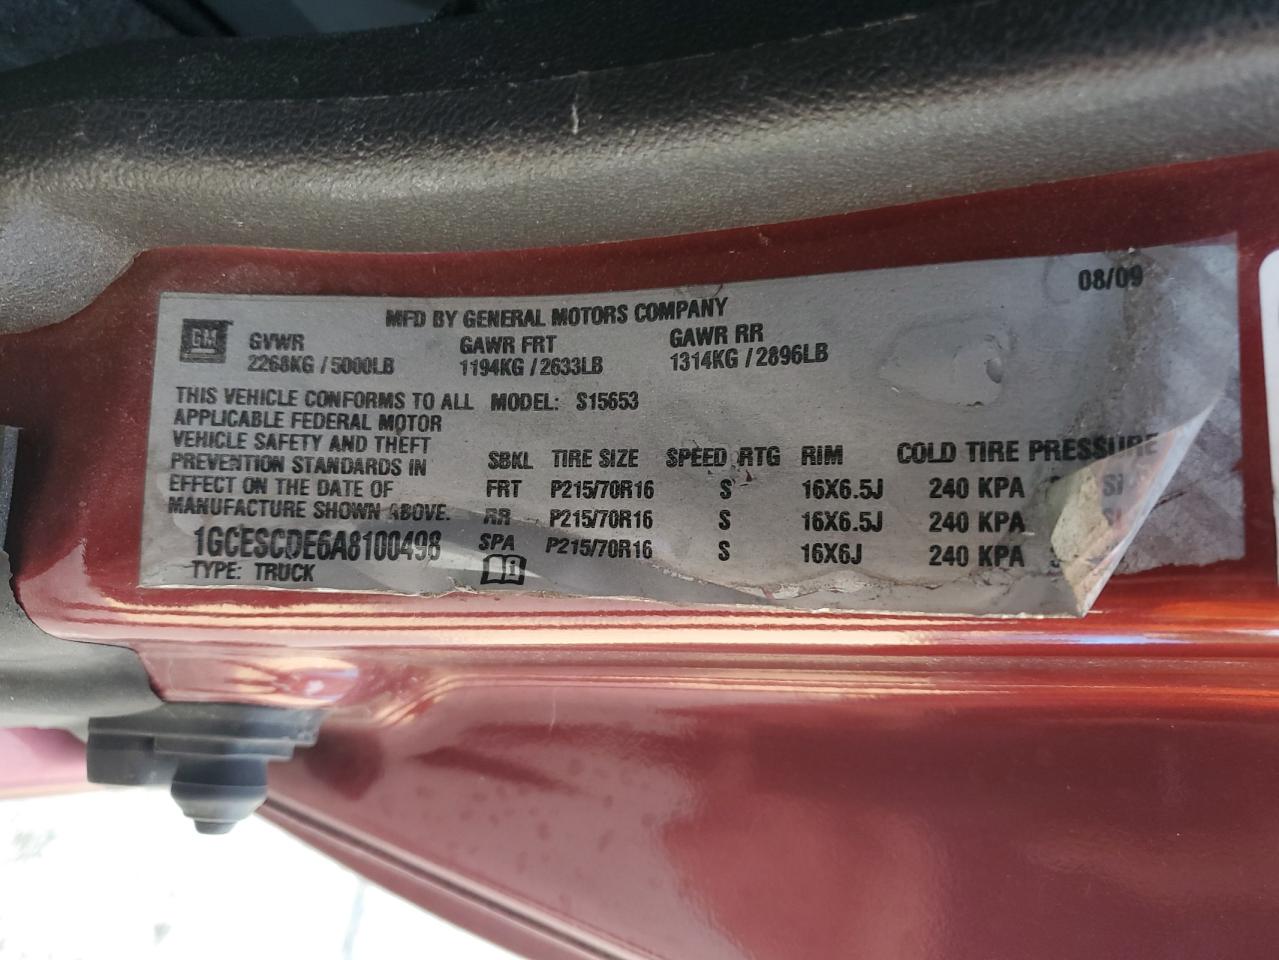 08/09
MFD BY GENERAL MOTORS COMPANY
GM GVWR GAWR FRT GAWR RR
2268KG / 5000LB 1194KG / 2633LB 1314KG / 2896LB
THIS VEHICLE CONFORMS TO ALL MODEL: S15653
APPLICABLE FEDERAL MOTOR
VEHICLE SAFETY AND THEFT
PREVENTION STANDARDS IN SBKL TIRE SIZE SPEED RTG RIM COLD TIRE PRESSURE
EFFECT ON THE DATE OF FRT P215/70R16 S 16X6.5J 240 KPA
MANUFACTURE SHOWN ABOVE. RR P215/70R16 S 16X6.5J 240 KPA
1GCESCDE6A8100498 SPA P215/70R16 S 16X6J 240 KPA
TYPE: TRUCK